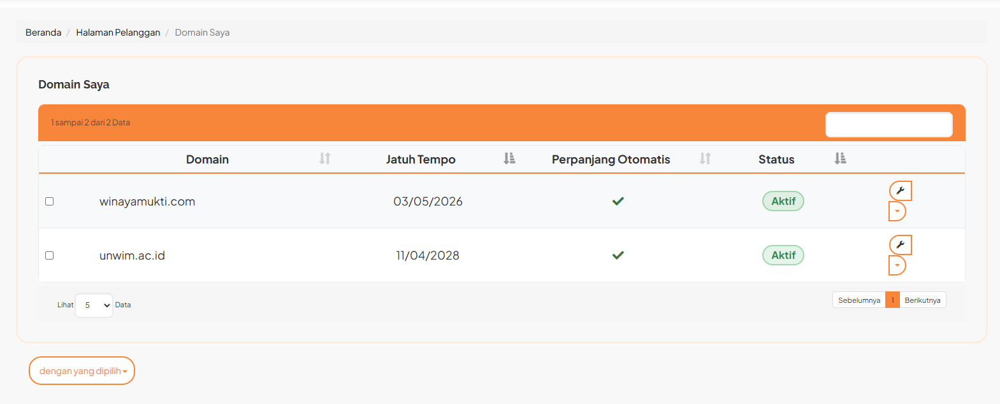 Beranda / Halaman Pelanggan / Domain Saya
Domain Saya
1 sampai 2 dari 2 Data
Domain Jatuh Tempo Perpanjang Otomatis Status
winayamukti.com 03/05/2026 Aktif
unwim.ac.id 11/04/2028 Aktif
Lihat 5 Data
Sebelumnya 1 Berikutnya
dengan yang dipilih